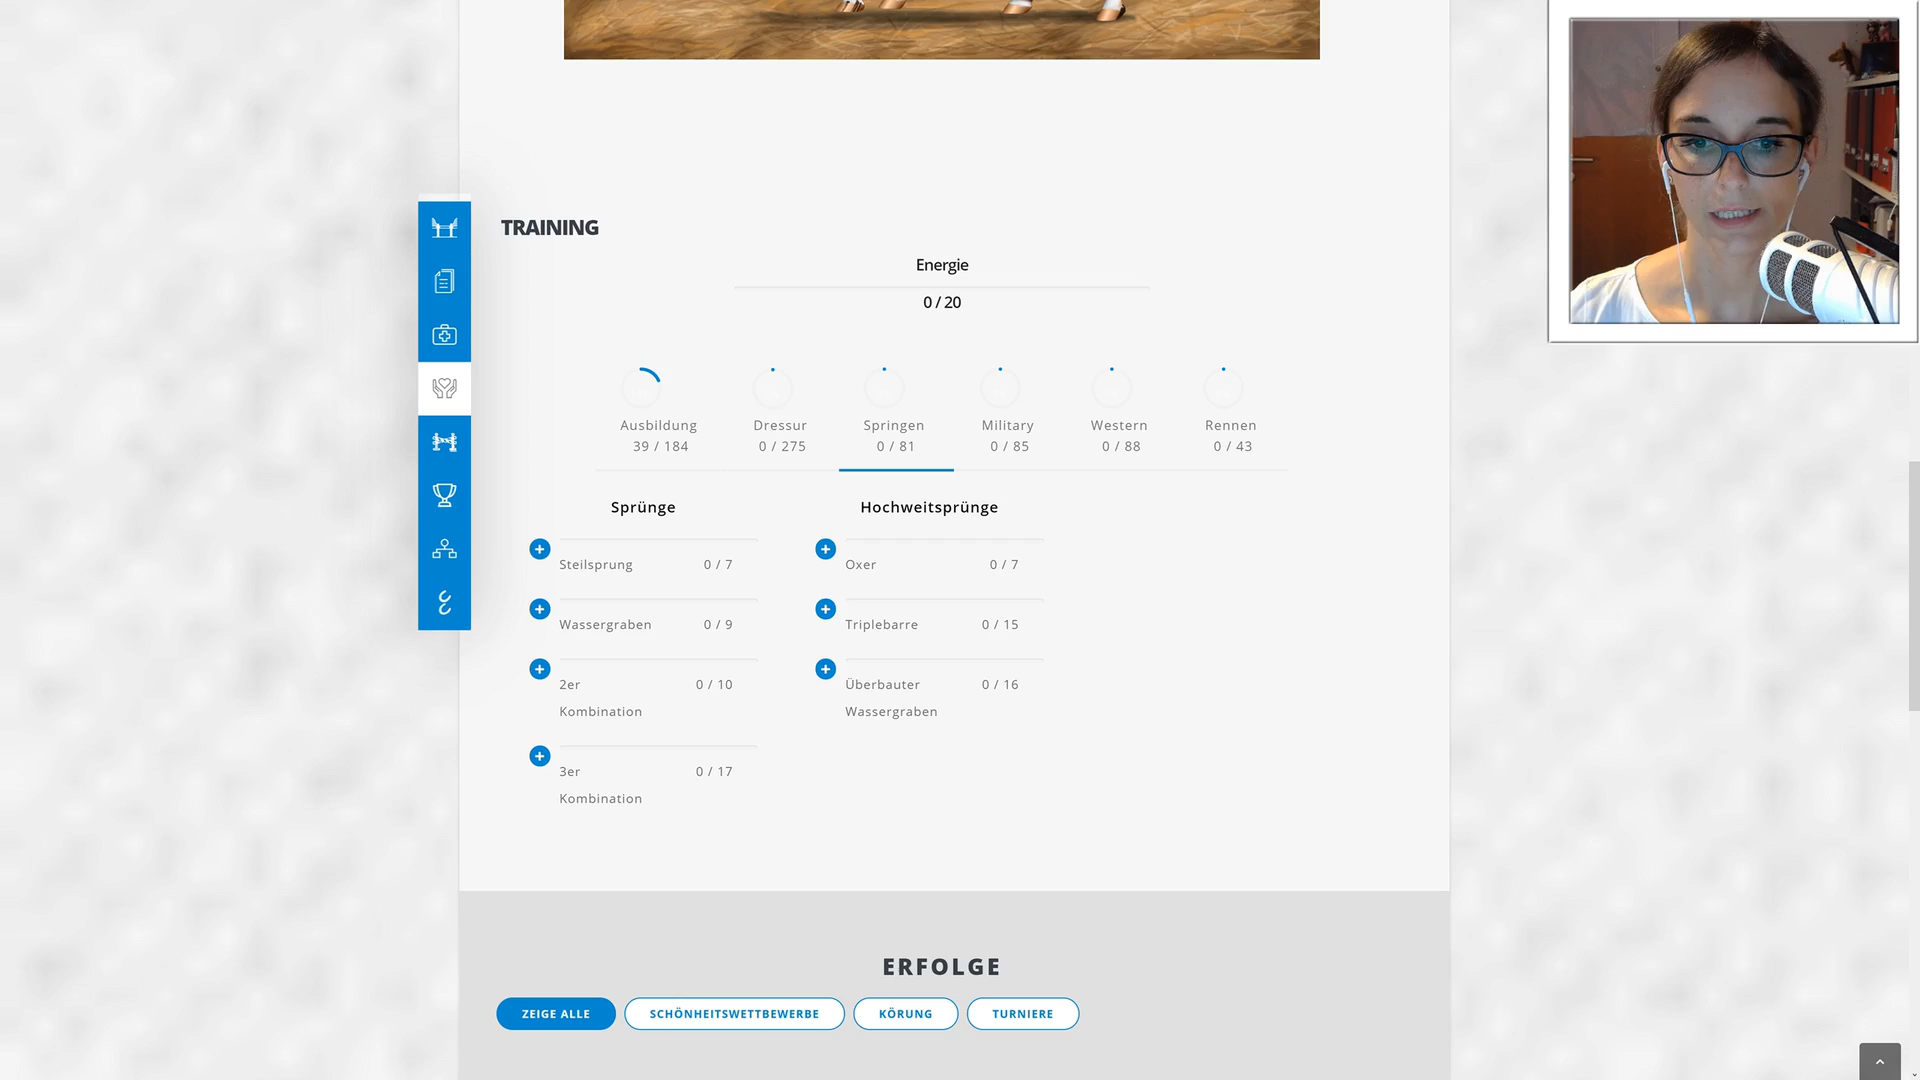 TRAINING
Energie
0 / 20
Ausbildung
39 / 184
Dressur
0 / 275
Springen
0 / 81
Military
0 / 85
Western
0 / 88
Rennen
0 / 43
Sprünge
Steilsprung 0 / 7
Wassergraben 0 / 9
2er Kombination 0 / 10
3er Kombination 0 / 17
Hochweitsprünge
Oxer 0 / 7
Triplebarre 0 / 15
Überbauter Wassergraben 0 / 16
ERFOLGE
ZEIGE ALLE
SCHÖNHEITSWETTBEWERBE
KÖRUNG
TURNIERE